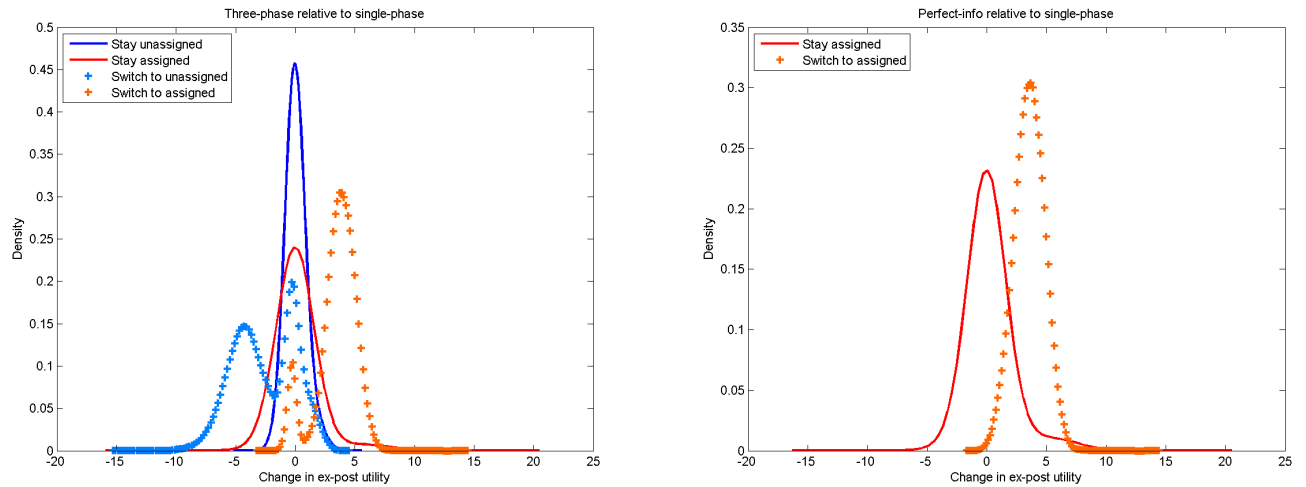 Three-phase relative to single-phase
0.5
0.45
0.4
0.35
0.3
0.25
0.2
0.15
0.1
0.05
0
Density
Stay unassigned
Stay assigned
Switch to unassigned
Switch to assigned
-20 -15 -10 -5 0 5 10 15 20 25
Change in ex-post utility
Perfect-info relative to single-phase
0.35
0.3
0.25
0.2
0.15
0.1
0.05
0
Density
Stay assigned
Switch to assigned
-20 -15 -10 -5 0 5 10 15 20 25
Change in ex-post utility